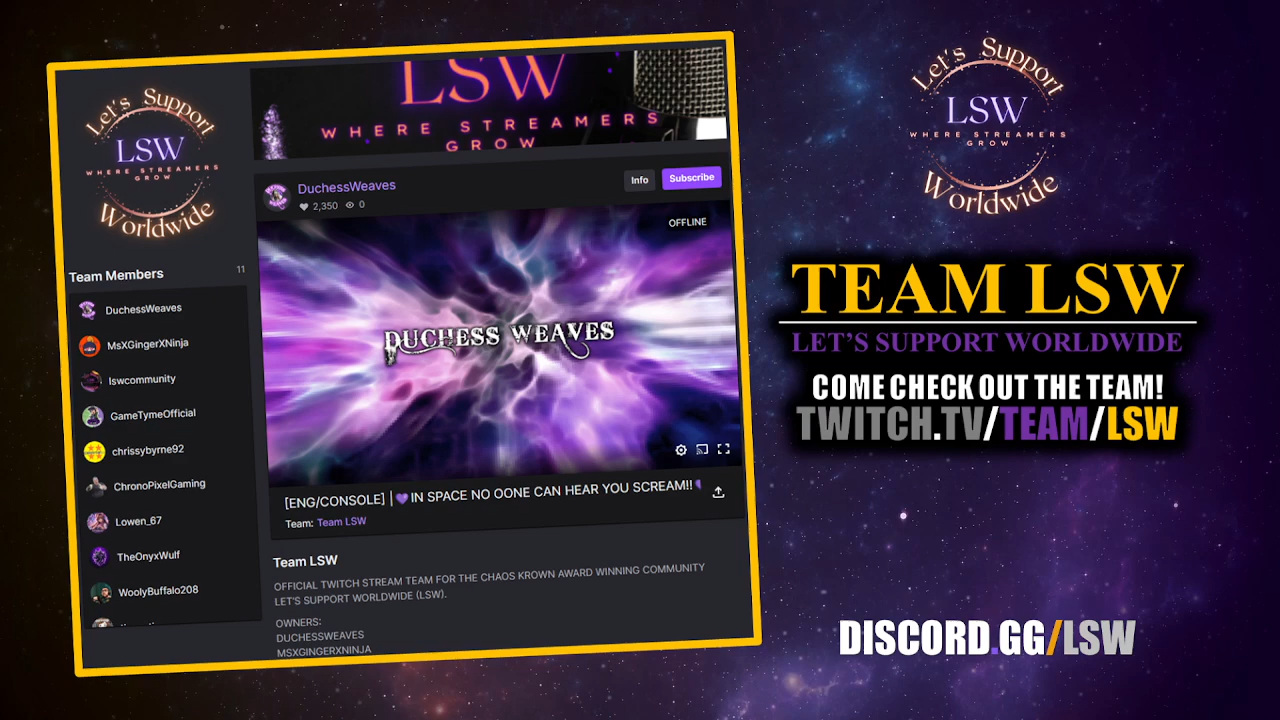 Let's Support
LSW
WHERE STREAMERS
GROW
Worldwide
Team Members 11
DuchessWeaves
MsXGingerXNinja
lswcommunity
GameTymeOfficial
chrissybyrne92
ChronoPixelGaming
Lowen_67
TheOnyxWulf
WoolyBuffalo208
LSW
WHERE STREAMERS
GROW
DuchessWeaves
2,350 0
Info
Subscribe
OFFLINE
DUCHESS WEAVES
[ENG/CONSOLE] | 💜 IN SPACE NO OONE CAN HEAR YOU SCREAM!!
Team: Team LSW
Team LSW
OFFICIAL TWITCH STREAM TEAM FOR THE CHAOS KROWN AWARD WINNING COMMUNITY
LET'S SUPPORT WORLDWIDE (LSW).
OWNERS:
DUCHESSWEAVES
MSXGINGERXNINJA
Let's Support
LSW
WHERE STREAMERS
GROW
Worldwide
TEAM LSW
LET'S SUPPORT WORLDWIDE
COME CHECK OUT THE TEAM!
TWITCH.TV/TEAM/LSW
DISCORD.GG/LSW